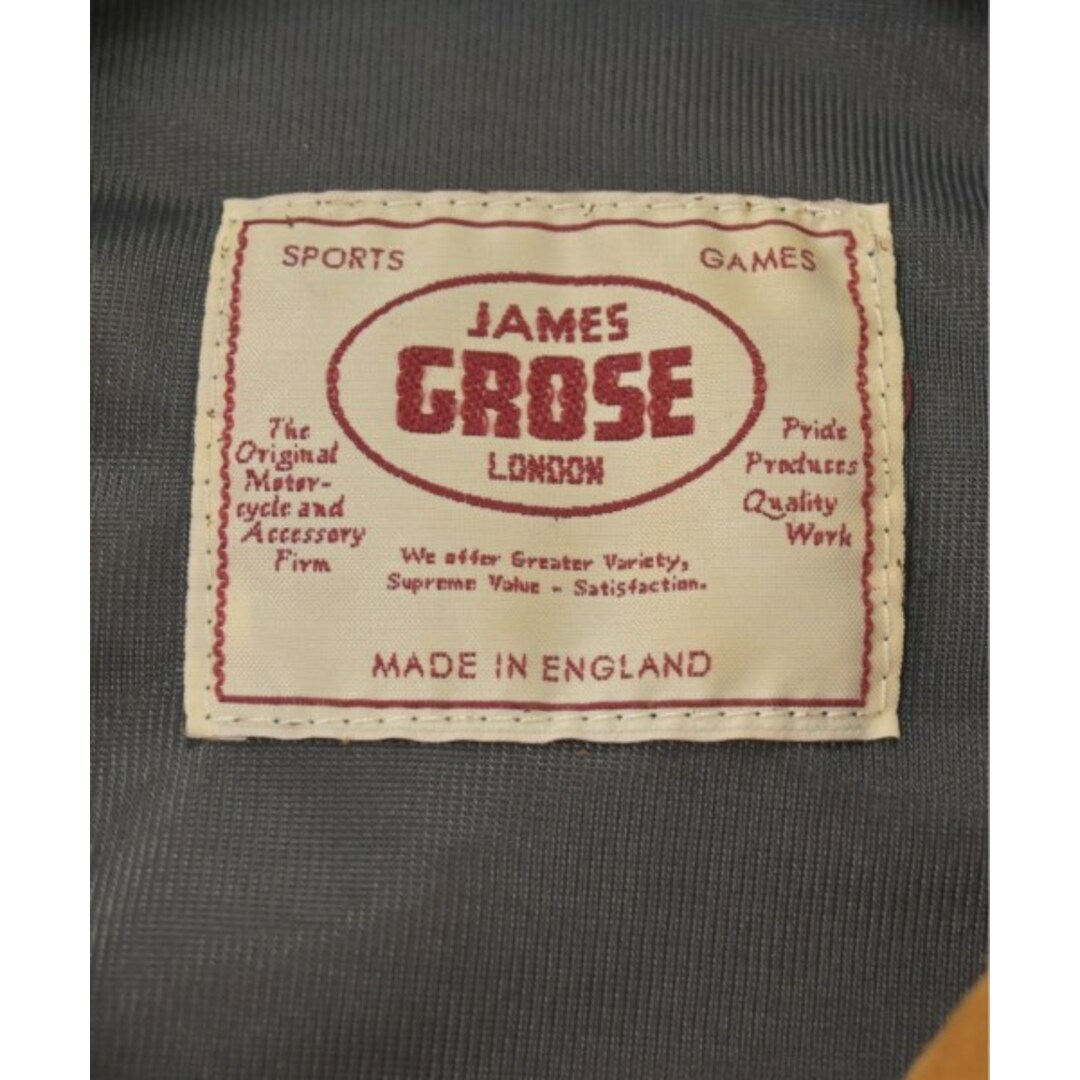 SPORTS GAMES
JAMES
GROSE
LONDON
The
Original
Motor-
cycle and
Accessory
Firm
Pride
Produces
Quality
Work
We offer Greater Variety,
Supreme Value - Satisfaction.
MADE IN ENGLAND